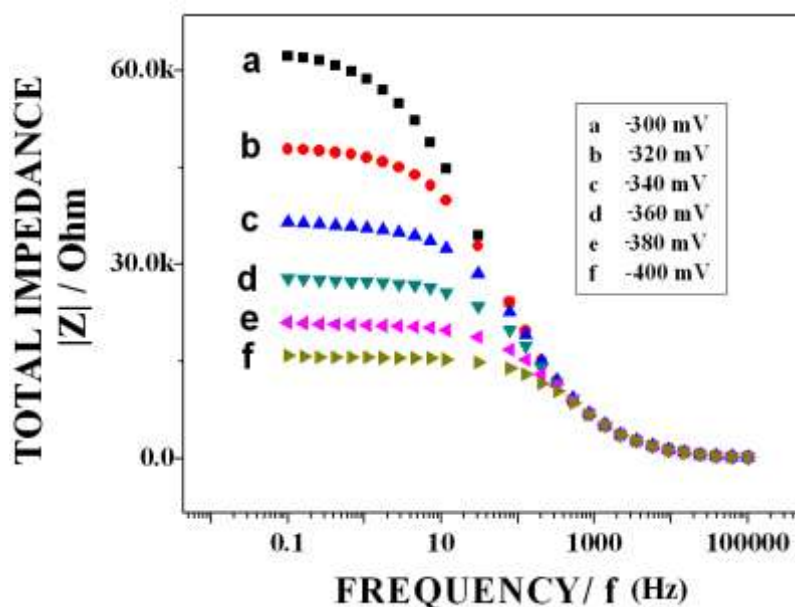 TOTAL IMPEDANCE
|Z| / Ohm
60.0k
30.0k
0.0
a
b
c
d
e
f
a -300 mV
b -320 mV
c -340 mV
d -360 mV
e -380 mV
f -400 mV
0.1 10 1000 100000
FREQUENCY/ f (Hz)